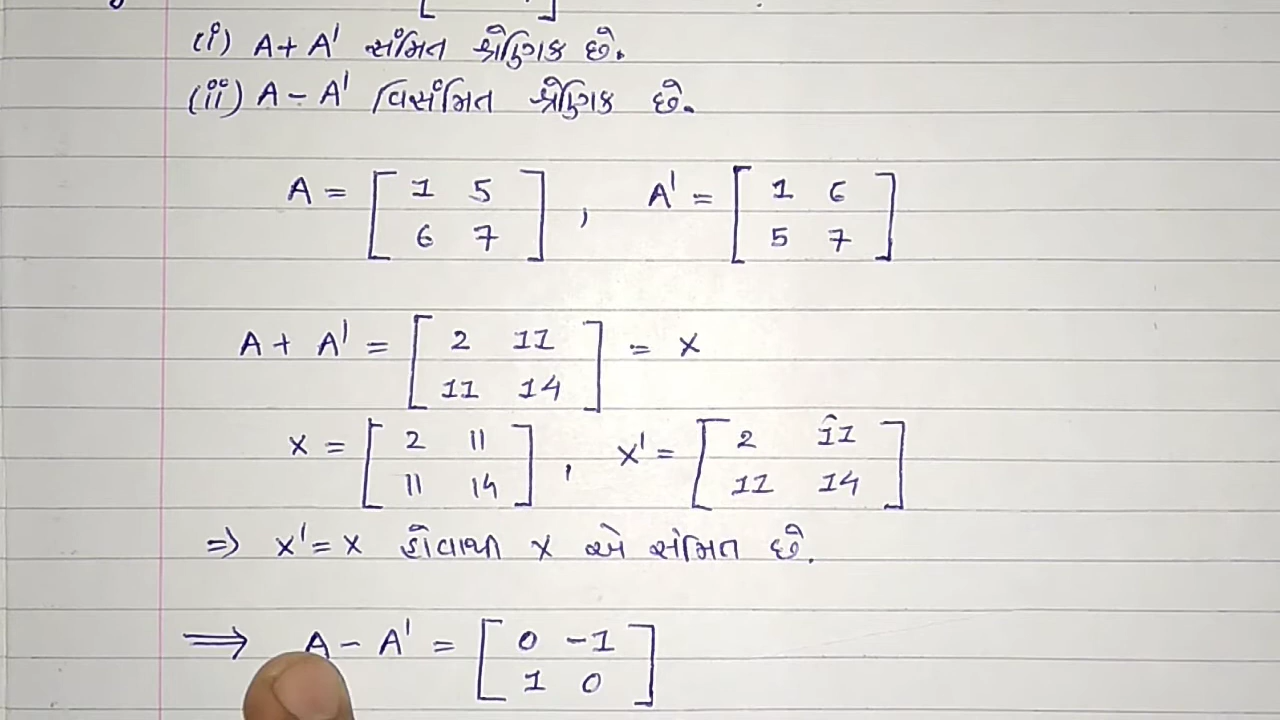 (i) A + A' સંમિત શ્રેણિક છે.
(ii) A - A' વિસંમિત શ્રેણિક છે.
A = [ 1 5 ; 6 7 ] , A' = [ 1 6 ; 5 7 ]
A + A' = [ 2 11 ; 11 14 ] = X
X = [ 2 11 ; 11 14 ] , X' = [ 2 11 ; 11 14 ]
⇒ X' = X હોવાથી X એ સંમિત છે.
⇒ A - A' = [ 0 -1 ; 1 0 ]